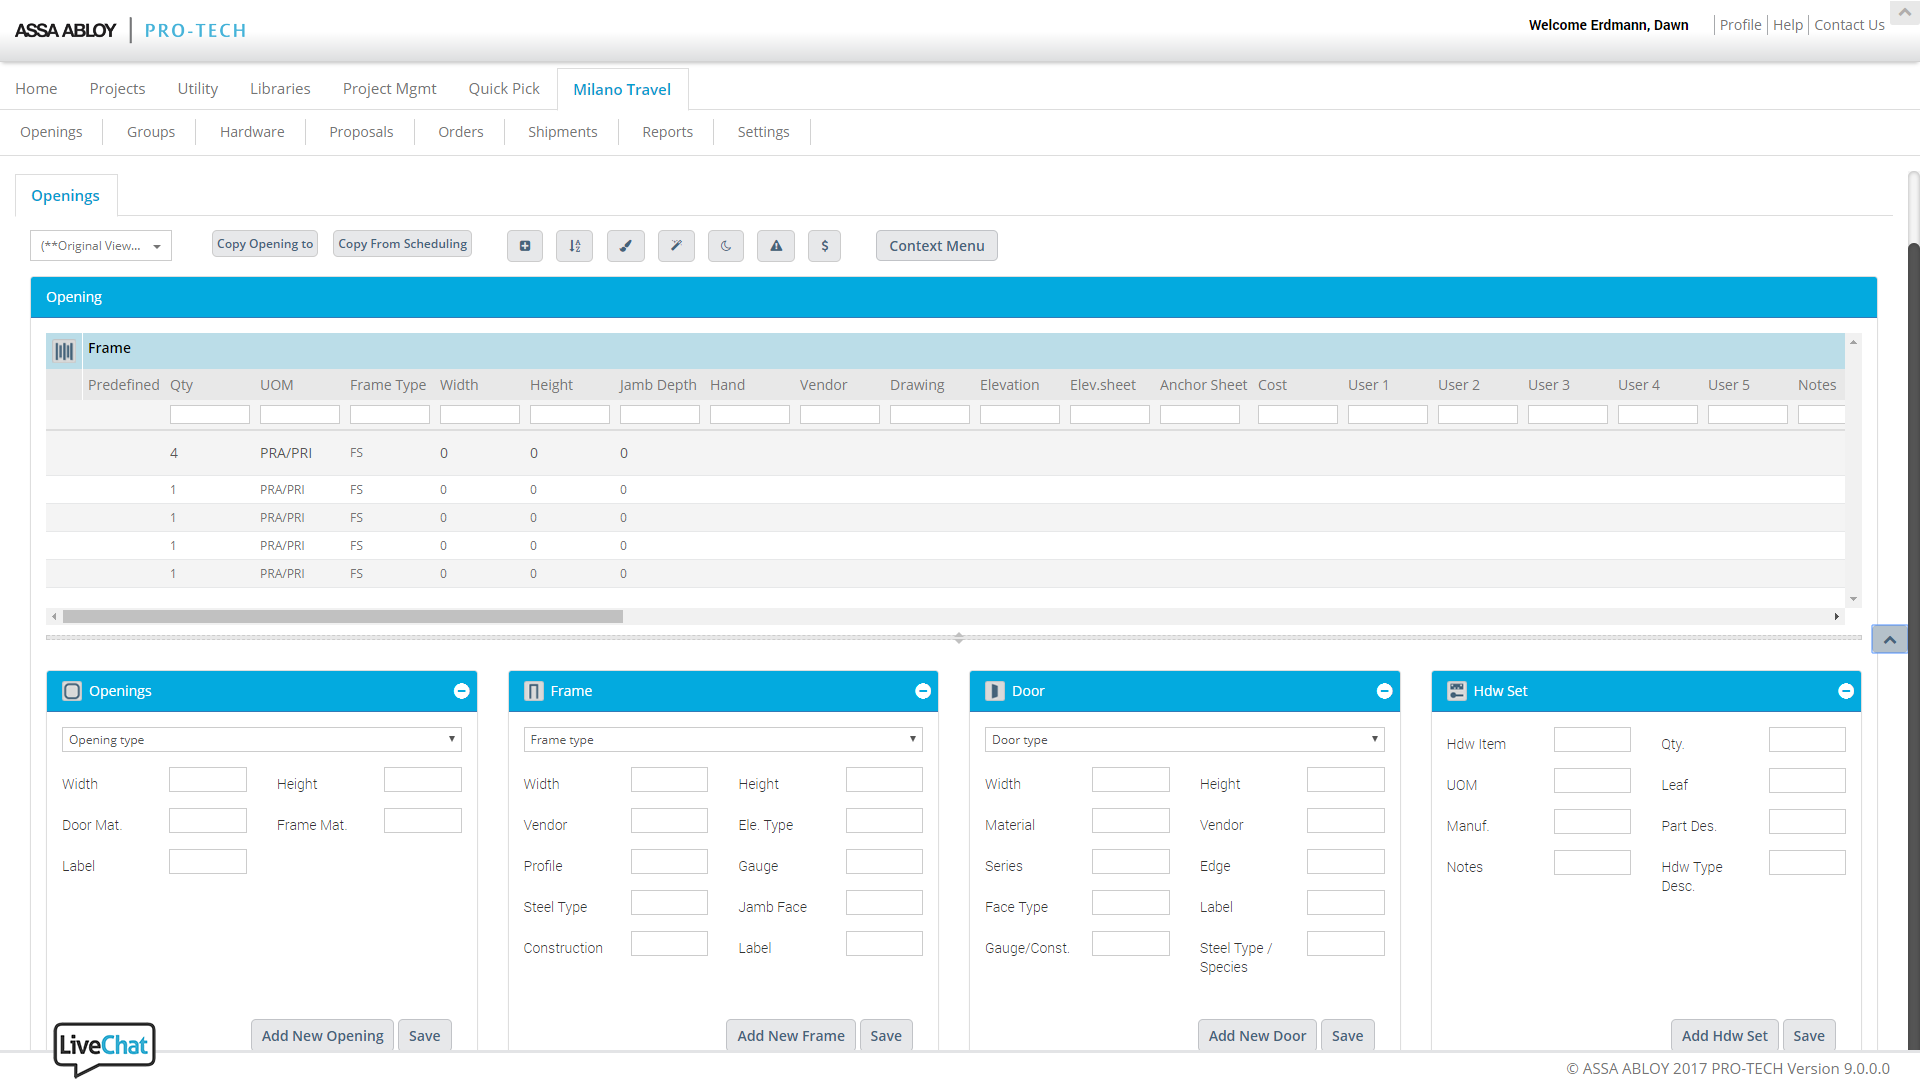 ASSA ABLOY PRO-TECH
Welcome Erdmann, Dawn Profile Help Contact Us
Home Projects Utility Libraries Project Mgmt Quick Pick Milano Travel
Openings Groups Hardware Proposals Orders Shipments Reports Settings
Openings
(**Original View... Copy Opening to Copy From Scheduling $ Context Menu
Opening
Frame
Predefined Qty UOM Frame Type Width Height Jamb Depth Hand Vendor Drawing Elevation Elev.sheet Anchor Sheet Cost User 1 User 2 User 3 User 4 User 5 Notes
4 PRA/PRI FS 0 0 0
1 PRA/PRI FS 0 0 0
1 PRA/PRI FS 0 0 0
1 PRA/PRI FS 0 0 0
1 PRA/PRI FS 0 0 0
Openings
Opening type
Width Height
Door Mat. Frame Mat.
Label
Add New Opening Save
Frame
Frame type
Width Height
Vendor Ele. Type
Profile Gauge
Steel Type Jamb Face
Construction Label
Add New Frame Save
Door
Door type
Width Height
Material Vendor
Series Edge
Face Type Label
Gauge/Const. Steel Type /
Species
Add New Door Save
Hdw Set
Hdw Item Qty.
UOM Leaf
Manuf. Part Des.
Notes Hdw Type
Desc.
Add Hdw Set Save
LiveChat
© ASSA ABLOY 2017 PRO-TECH Version 9.0.0.0